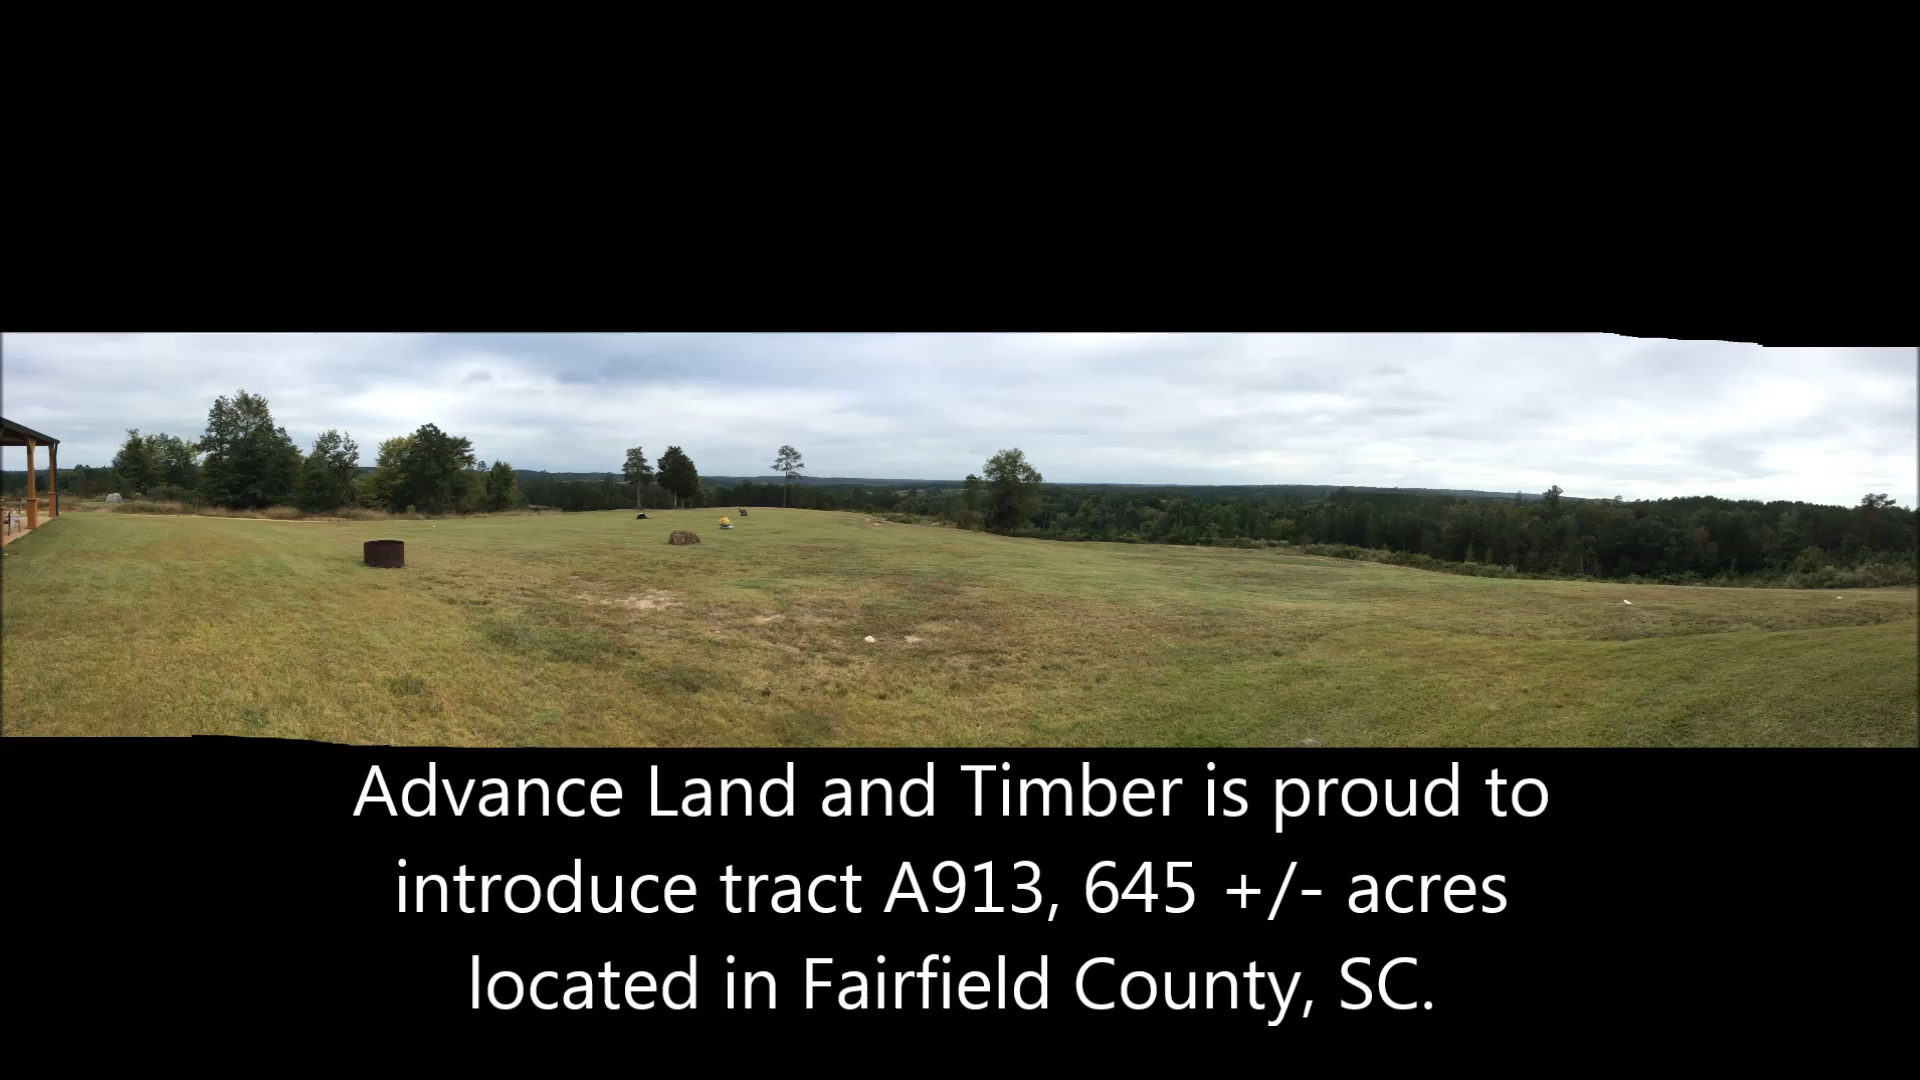 Advance Land and Timber is proud to
introduce tract A913, 645 +/- acres
located in Fairfield County, SC.